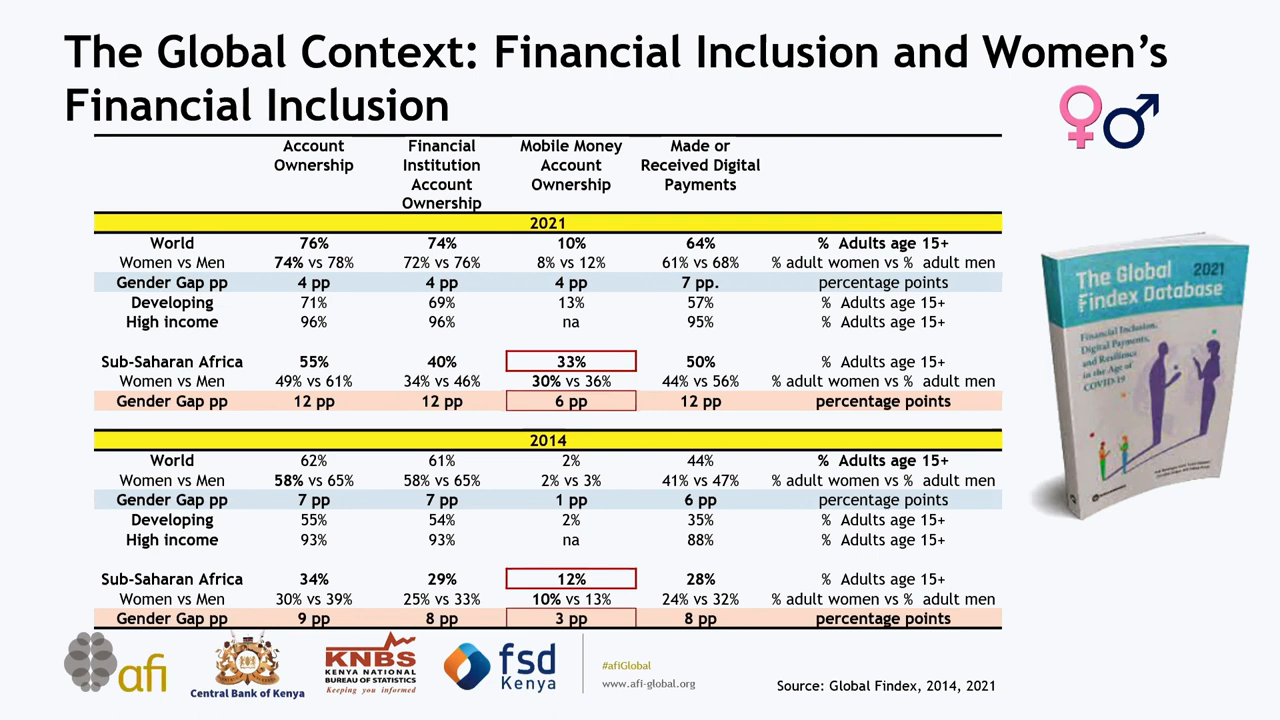 The Global Context: Financial Inclusion and Women’s
Financial Inclusion
Account Ownership Financial Institution Account Ownership Mobile Money Account Ownership Made or Received Digital Payments
2021
World 76% 74% 10% 64% % Adults age 15+
Women vs Men 74% vs 78% 72% vs 76% 8% vs 12% 61% vs 68% % adult women vs % adult men
Gender Gap pp 4 pp 4 pp 4 pp 7 pp. percentage points
Developing 71% 69% 13% 57% % Adults age 15+
High income 96% 96% na 95% % Adults age 15+
Sub-Saharan Africa 55% 40% 33% 50% % Adults age 15+
Women vs Men 49% vs 61% 34% vs 46% 30% vs 36% 44% vs 56% % adult women vs % adult men
Gender Gap pp 12 pp 12 pp 6 pp 12 pp percentage points
2014
World 62% 61% 2% 44% % Adults age 15+
Women vs Men 58% vs 65% 58% vs 65% 2% vs 3% 41% vs 47% % adult women vs % adult men
Gender Gap pp 7 pp 7 pp 1 pp 6 pp percentage points
Developing 55% 54% 2% 35% % Adults age 15+
High income 93% 93% na 88% % Adults age 15+
Sub-Saharan Africa 34% 29% 12% 28% % Adults age 15+
Women vs Men 30% vs 39% 25% vs 33% 10% vs 13% 24% vs 32% % adult women vs % adult men
Gender Gap pp 9 pp 8 pp 3 pp 8 pp percentage points
The Global 2021
Findex Database
Financial Inclusion,
Digital Payments,
and Resilience
in the Age of
COVID-19
afi
Central Bank of Kenya
KNBS
KENYA NATIONAL
BUREAU OF STATISTICS
Keeping you informed
fsd
Kenya
#afiGlobal
www.afi-global.org
Source: Global Findex, 2014, 2021